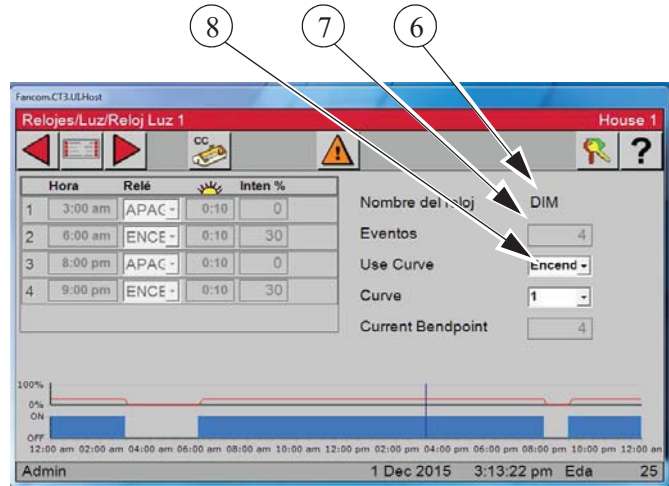 8 7 6
Fancom.CT3.UI.Host
Relojes/Luz/Reloj Luz 1 House 1
CC ?
Hora Relé Inten %
1 3:00 am APAG 0:10 0
2 6:00 am ENCE 0:10 30
3 8:00 pm APAG 0:10 0
4 9:00 pm ENCE 0:10 30
Nombre del reloj DIM
Eventos 4
Use Curve Encend
Curve 1
Current Bendpoint 4
100%
0%
ON
OFF
12:00 am 02:00 am 04:00 am 06:00 am 08:00 am 10:00 am 12:00 pm 02:00 pm 04:00 pm 06:00 pm 08:00 pm 10:00 pm 12:00 am
Admin 1 Dec 2015 3:13:22 pm Eda 25